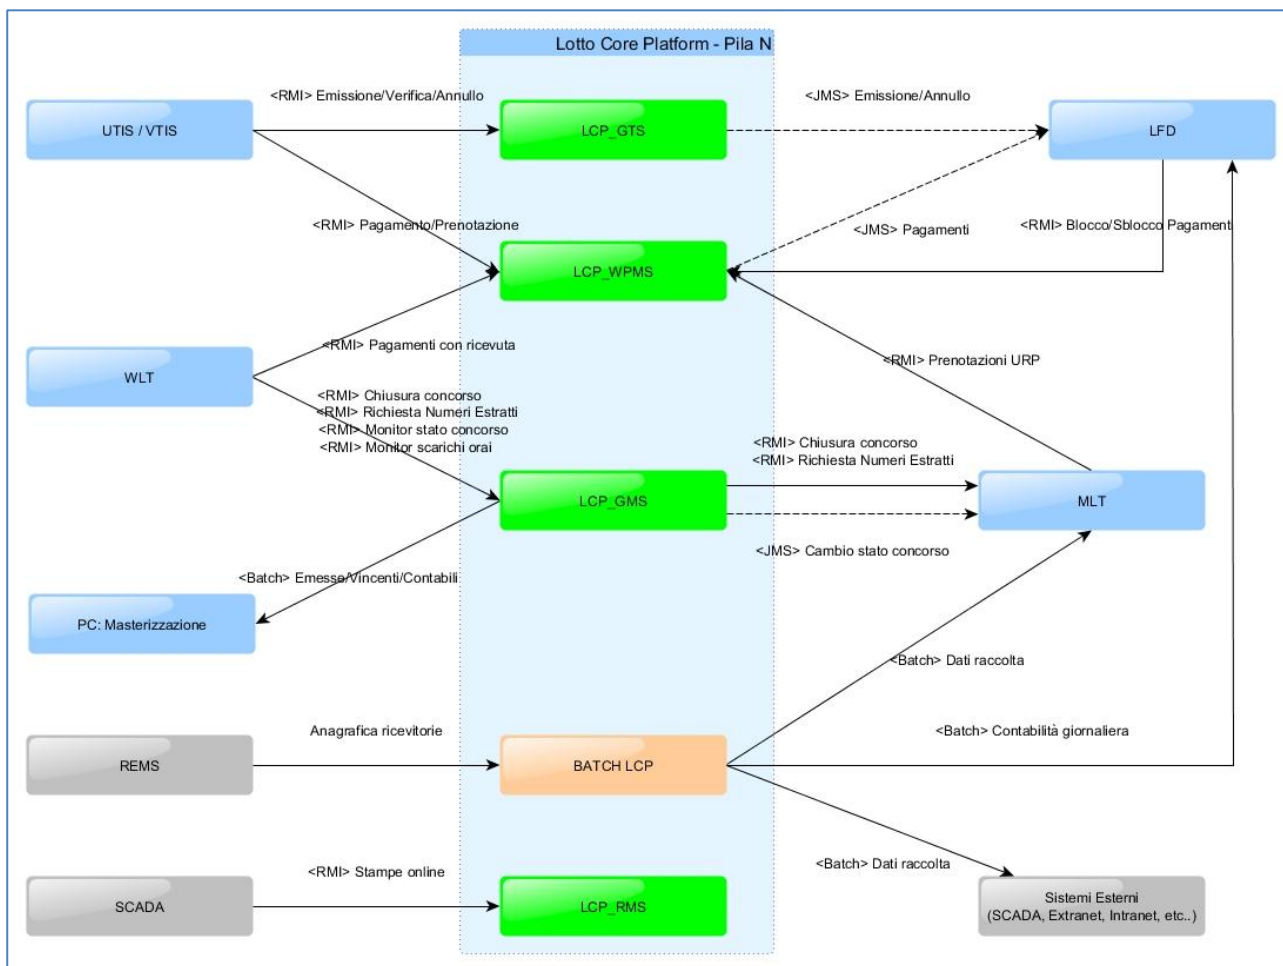 Lotto Core Platform - Pila N
<RMI> Emissione/Verifica/Annullo
<JMS> Emissione/Annullo
UTIS / VTIS
LCP_GTS
LFD
<RMI> Pagamento/Prenotazione
<JMS> Pagamenti
<RMI> Blocco/Sblocco Pagamenti
LCP_WPMS
<RMI> Pagamenti con ricevuta
<RMI> Prenotazioni URP
WLT
<RMI> Chiusura concorso
<RMI> Richiesta Numeri Estratti
<RMI> Monitor stato concorso
<RMI> Monitor scarichi orai
<RMI> Chiusura concorso
<RMI> Richiesta Numeri Estratti
LCP_GMS
MLT
<JMS> Cambio stato concorso
<Batch> Emesse/Vincenti/Contabili
PC: Masterizzazione
<Batch> Dati raccolta
Anagrafica ricevitorie
<Batch> Contabilità giornaliera
REMS
BATCH LCP
<RMI> Stampe online
<Batch> Dati raccolta
SCADA
LCP_RMS
Sistemi Esterni
(SCADA, Extranet, Intranet, etc..)